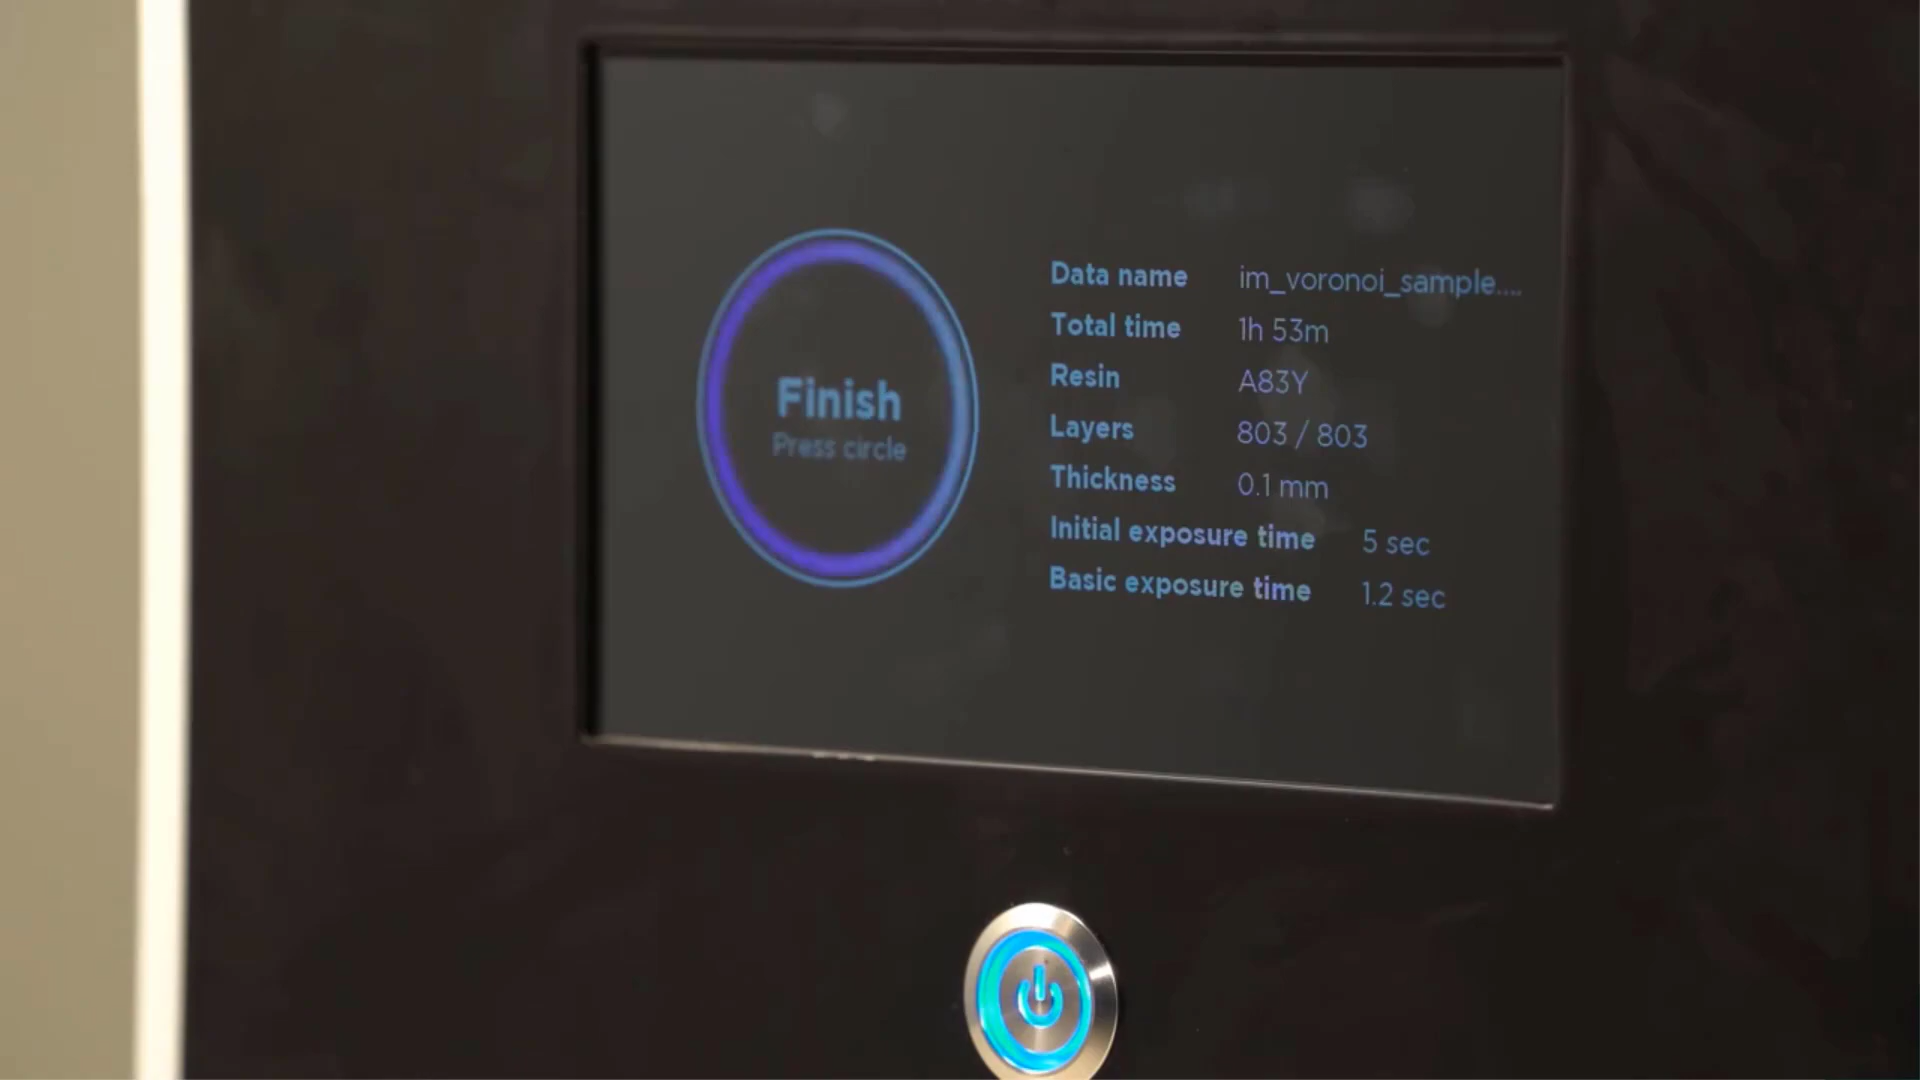 Finish
Press circle
Data name im_voronoi_sample....
Total time 1h 53m
Resin A83Y
Layers 803 / 803
Thickness 0.1 mm
Initial exposure time 5 sec
Basic exposure time 1.2 sec